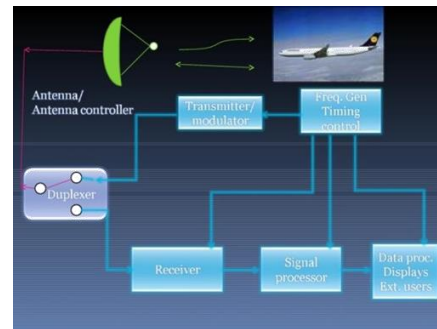 Antenna/
Antenna controller
Transmitter/
modulator
Freq. Gen
Timing
control
Duplexer
Receiver
Signal
processor
Data proc.
Displays
Ext. users